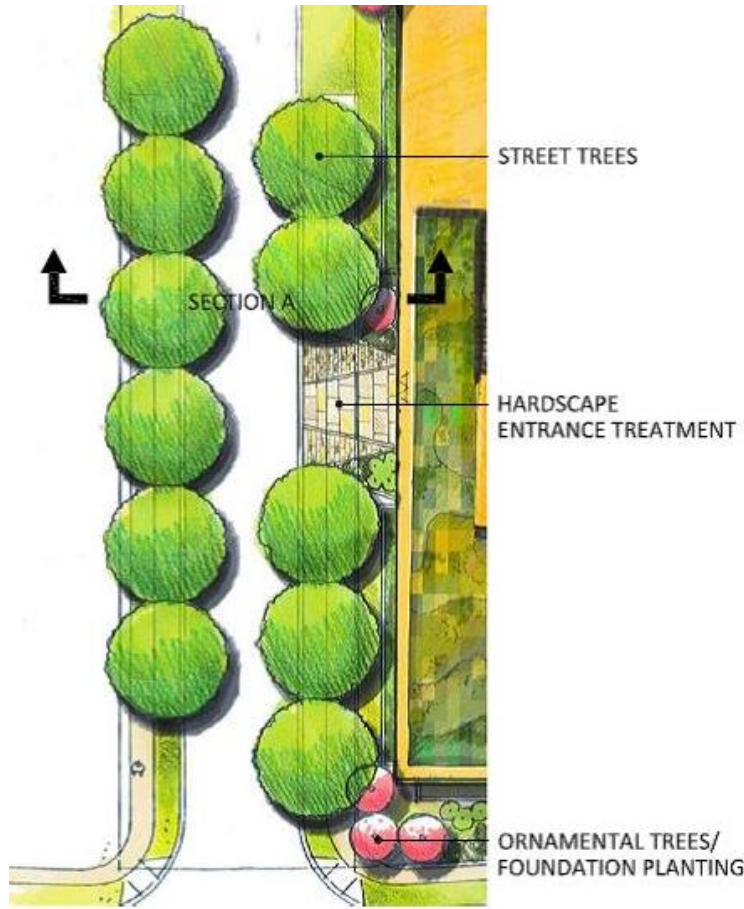 STREET TREES
SECTION A
HARDSCAPE
ENTRANCE TREATMENT
ORNAMENTAL TREES/
FOUNDATION PLANTING